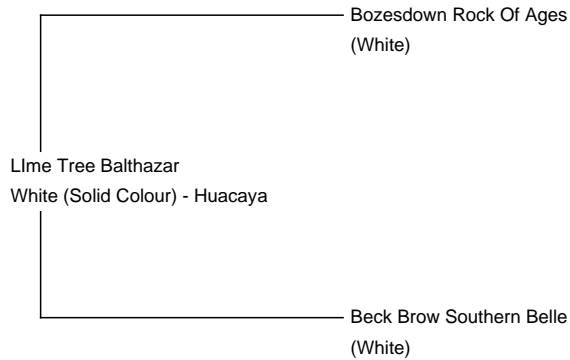 Bozesdown Rock Of Ages
(White)
LIme Tree Balthazar
White (Solid Colour) - Huacaya
Beck Brow Southern Belle
(White)